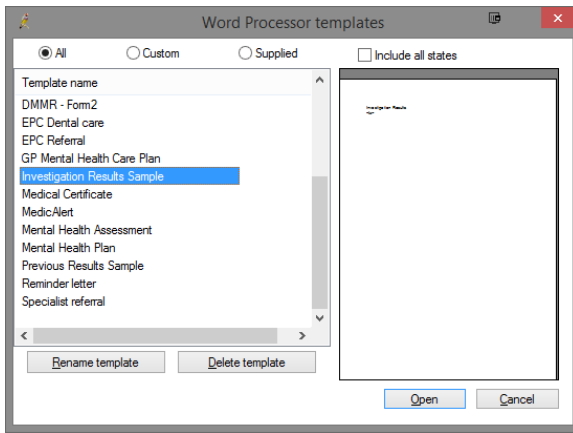 Word Processor templates
All Custom Supplied Include all states
Template name
DMMR - Form2
EPC Dental care
EPC Referral
GP Mental Health Care Plan
Investigation Results Sample
Medical Certificate
MedicAlert
Mental Health Assessment
Mental Health Plan
Previous Results Sample
Reminder letter
Specialist referral
Investigation Results
Rename template Delete template
Open Cancel